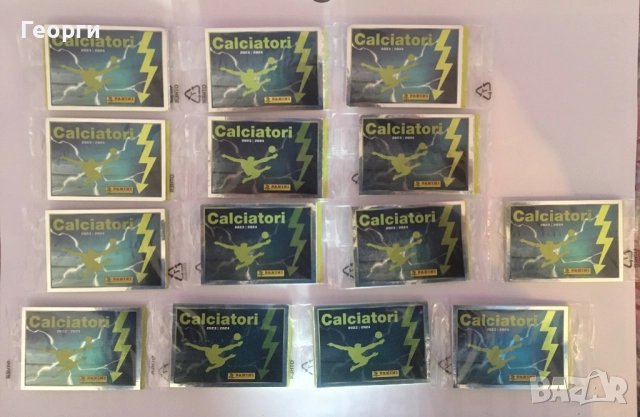 Георги
Calciatori Calciatori Calciatori
2023 | 2024 2023 | 2024 2023 | 2024
PANINI PANINI PANINI
Calciatori Calciatori Calciatori
2023 | 2024 2023 | 2024 2023 | 2024
PANINI PANINI PANINI
Calciatori Calciatori Calciatori Calciatori
2023 | 2024 2023 | 2024 2023 | 2024 2023 | 2024
PANINI PANINI PANINI PANINI
Calciatori Calciatori Calciatori Calciatori
2023 | 2024 2023 | 2024 2023 | 2024 2023 | 2024
PANINI PANINI PANINI PANINI
bazar